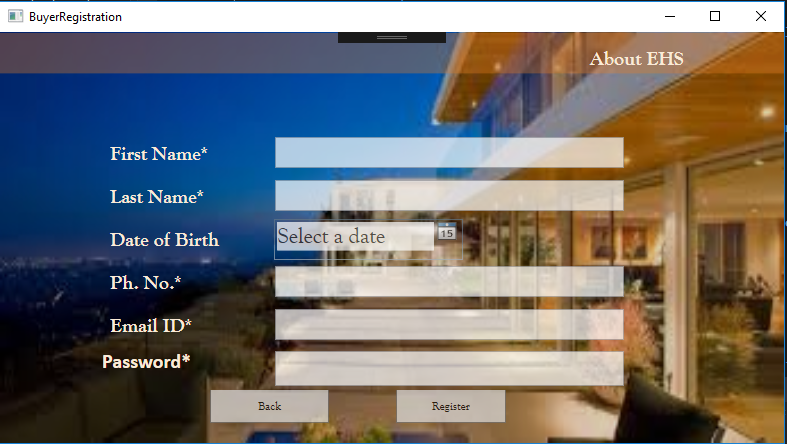 BuyerRegistration
About EHS
First Name*
Last Name*
Date of Birth Select a date 15
Ph. No.*
Email ID*
Password*
Back Register